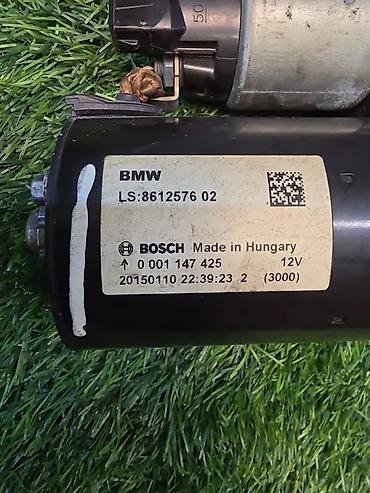 50
BMW
LS:8612576 02
BOSCH Made in Hungary
0 001 147 425 12V
20150110 22:39:23 2 (3000)